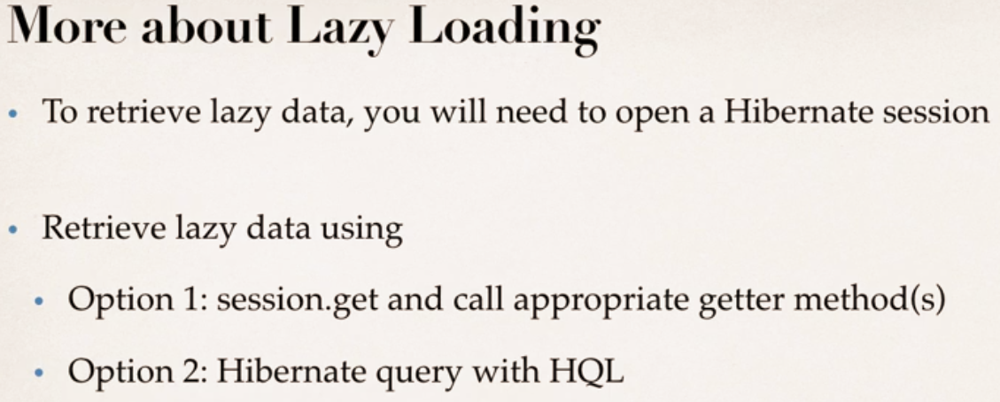 More about Lazy Loading
• To retrieve lazy data, you will need to open a Hibernate session
• Retrieve lazy data using
• Option 1: session.get and call appropriate getter method(s)
• Option 2: Hibernate query with HQL